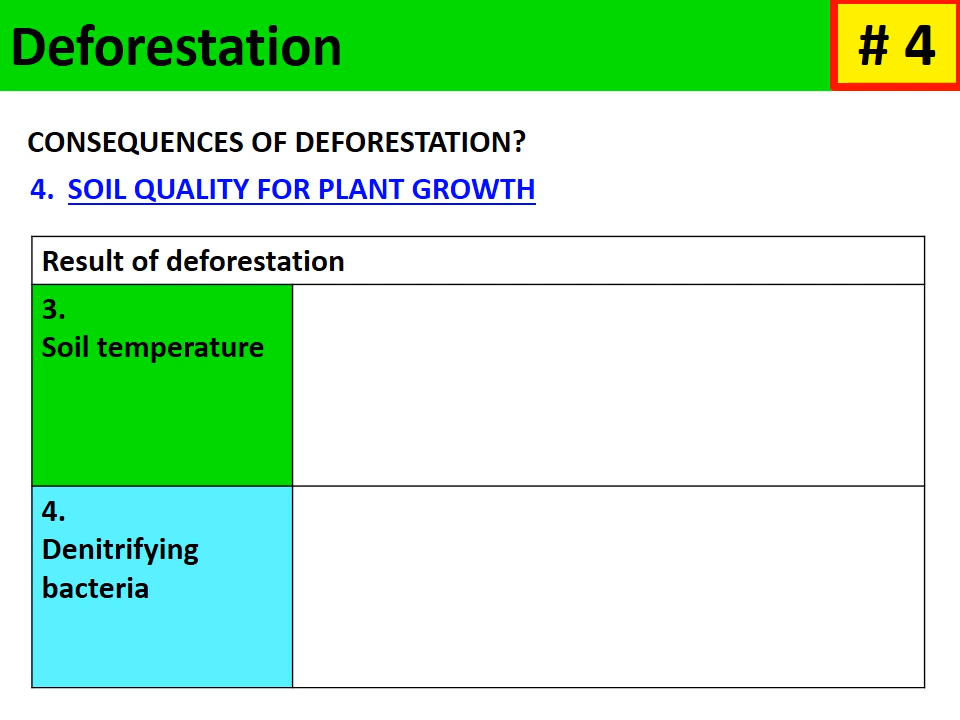 Deforestation
# 4
CONSEQUENCES OF DEFORESTATION?
4. SOIL QUALITY FOR PLANT GROWTH
Result of deforestation
3.
Soil temperature
4.
Denitrifying
bacteria